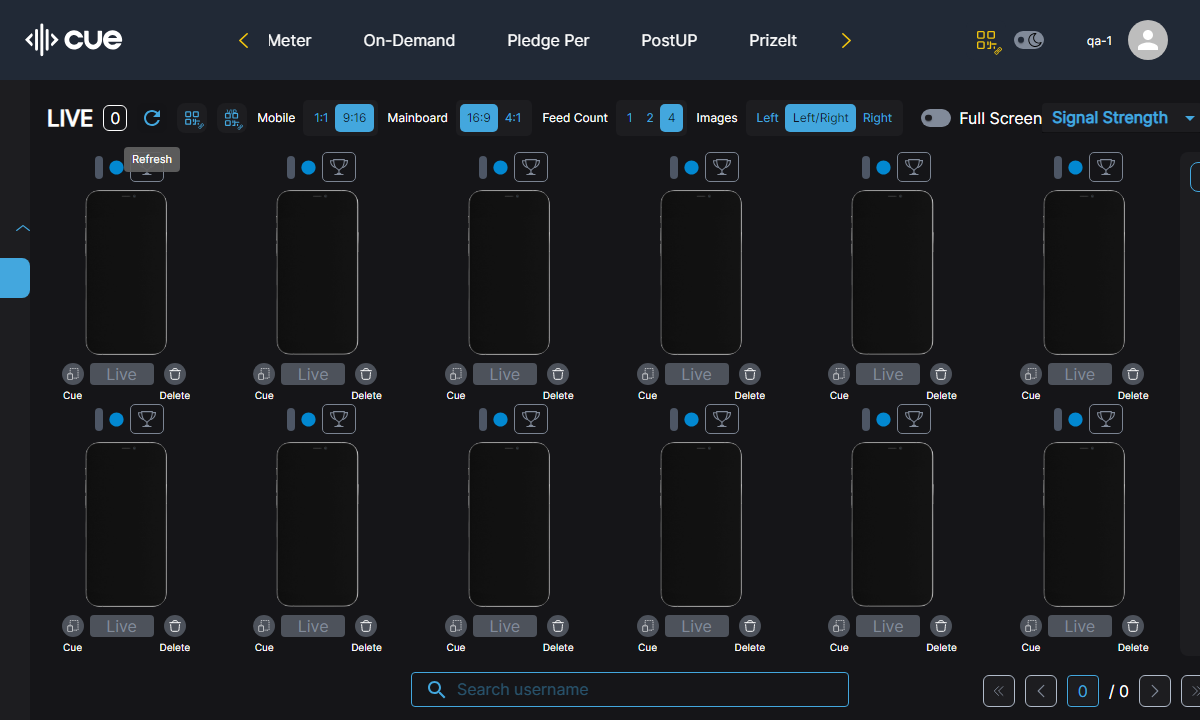 cue
Meter On-Demand Pledge Per PostUP PrizeIt
qa-1
LIVE 0 Mobile 1:1 9:16 Mainboard 16:9 4:1 Feed Count 1 2 4 Images Left Left/Right Right Full Screen Signal Strength
Refresh
Live Live Live Live Live Live
Cue Delete Cue Delete Cue Delete Cue Delete Cue Delete Cue Delete
Live Live Live Live Live Live
Cue Delete Cue Delete Cue Delete Cue Delete Cue Delete Cue Delete
Search username
0 / 0